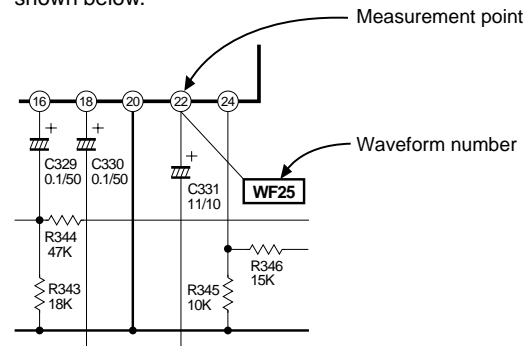 shown below.
Measurement point
16 18 20 22 24
+ + +
C329
0.1/50
C330
0.1/50
C331
11/10
Waveform number
WF25
R344
47K
R346
15K
R343
18K
R345
10K